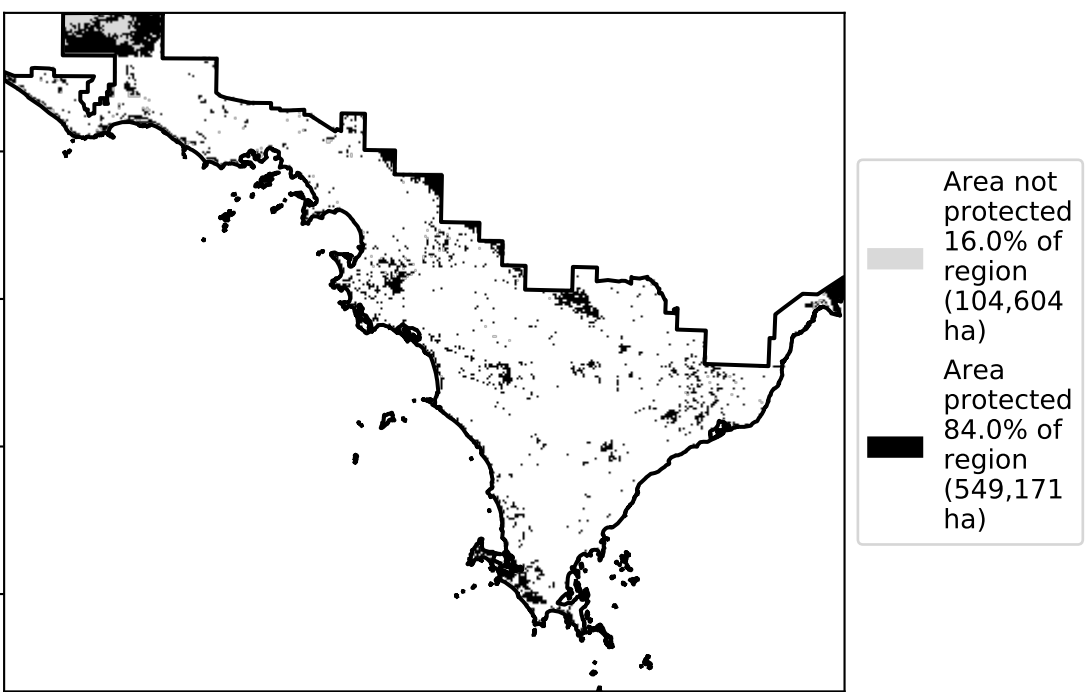 Area not
protected
16.0% of
region
(104,604
ha)
Area
protected
84.0% of
region
(549,171
ha)